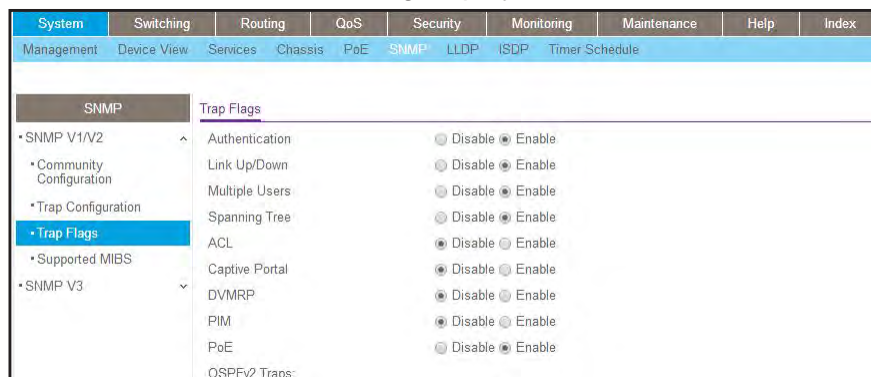 System Switching Routing QoS Security Monitoring Maintenance Help Index
Management Device View Services Chassis PoE SNMP LLDP ISDP Timer Schedule
SNMP
• SNMP V1/V2
• Community
Configuration
• Trap Configuration
• Trap Flags
• Supported MIBS
• SNMP V3
Trap Flags
Authentication Disable Enable
Link Up/Down Disable Enable
Multiple Users Disable Enable
Spanning Tree Disable Enable
ACL Disable Enable
Captive Portal Disable Enable
DVMRP Disable Enable
PIM Disable Enable
PoE Disable Enable
OSPFv2 Traps: